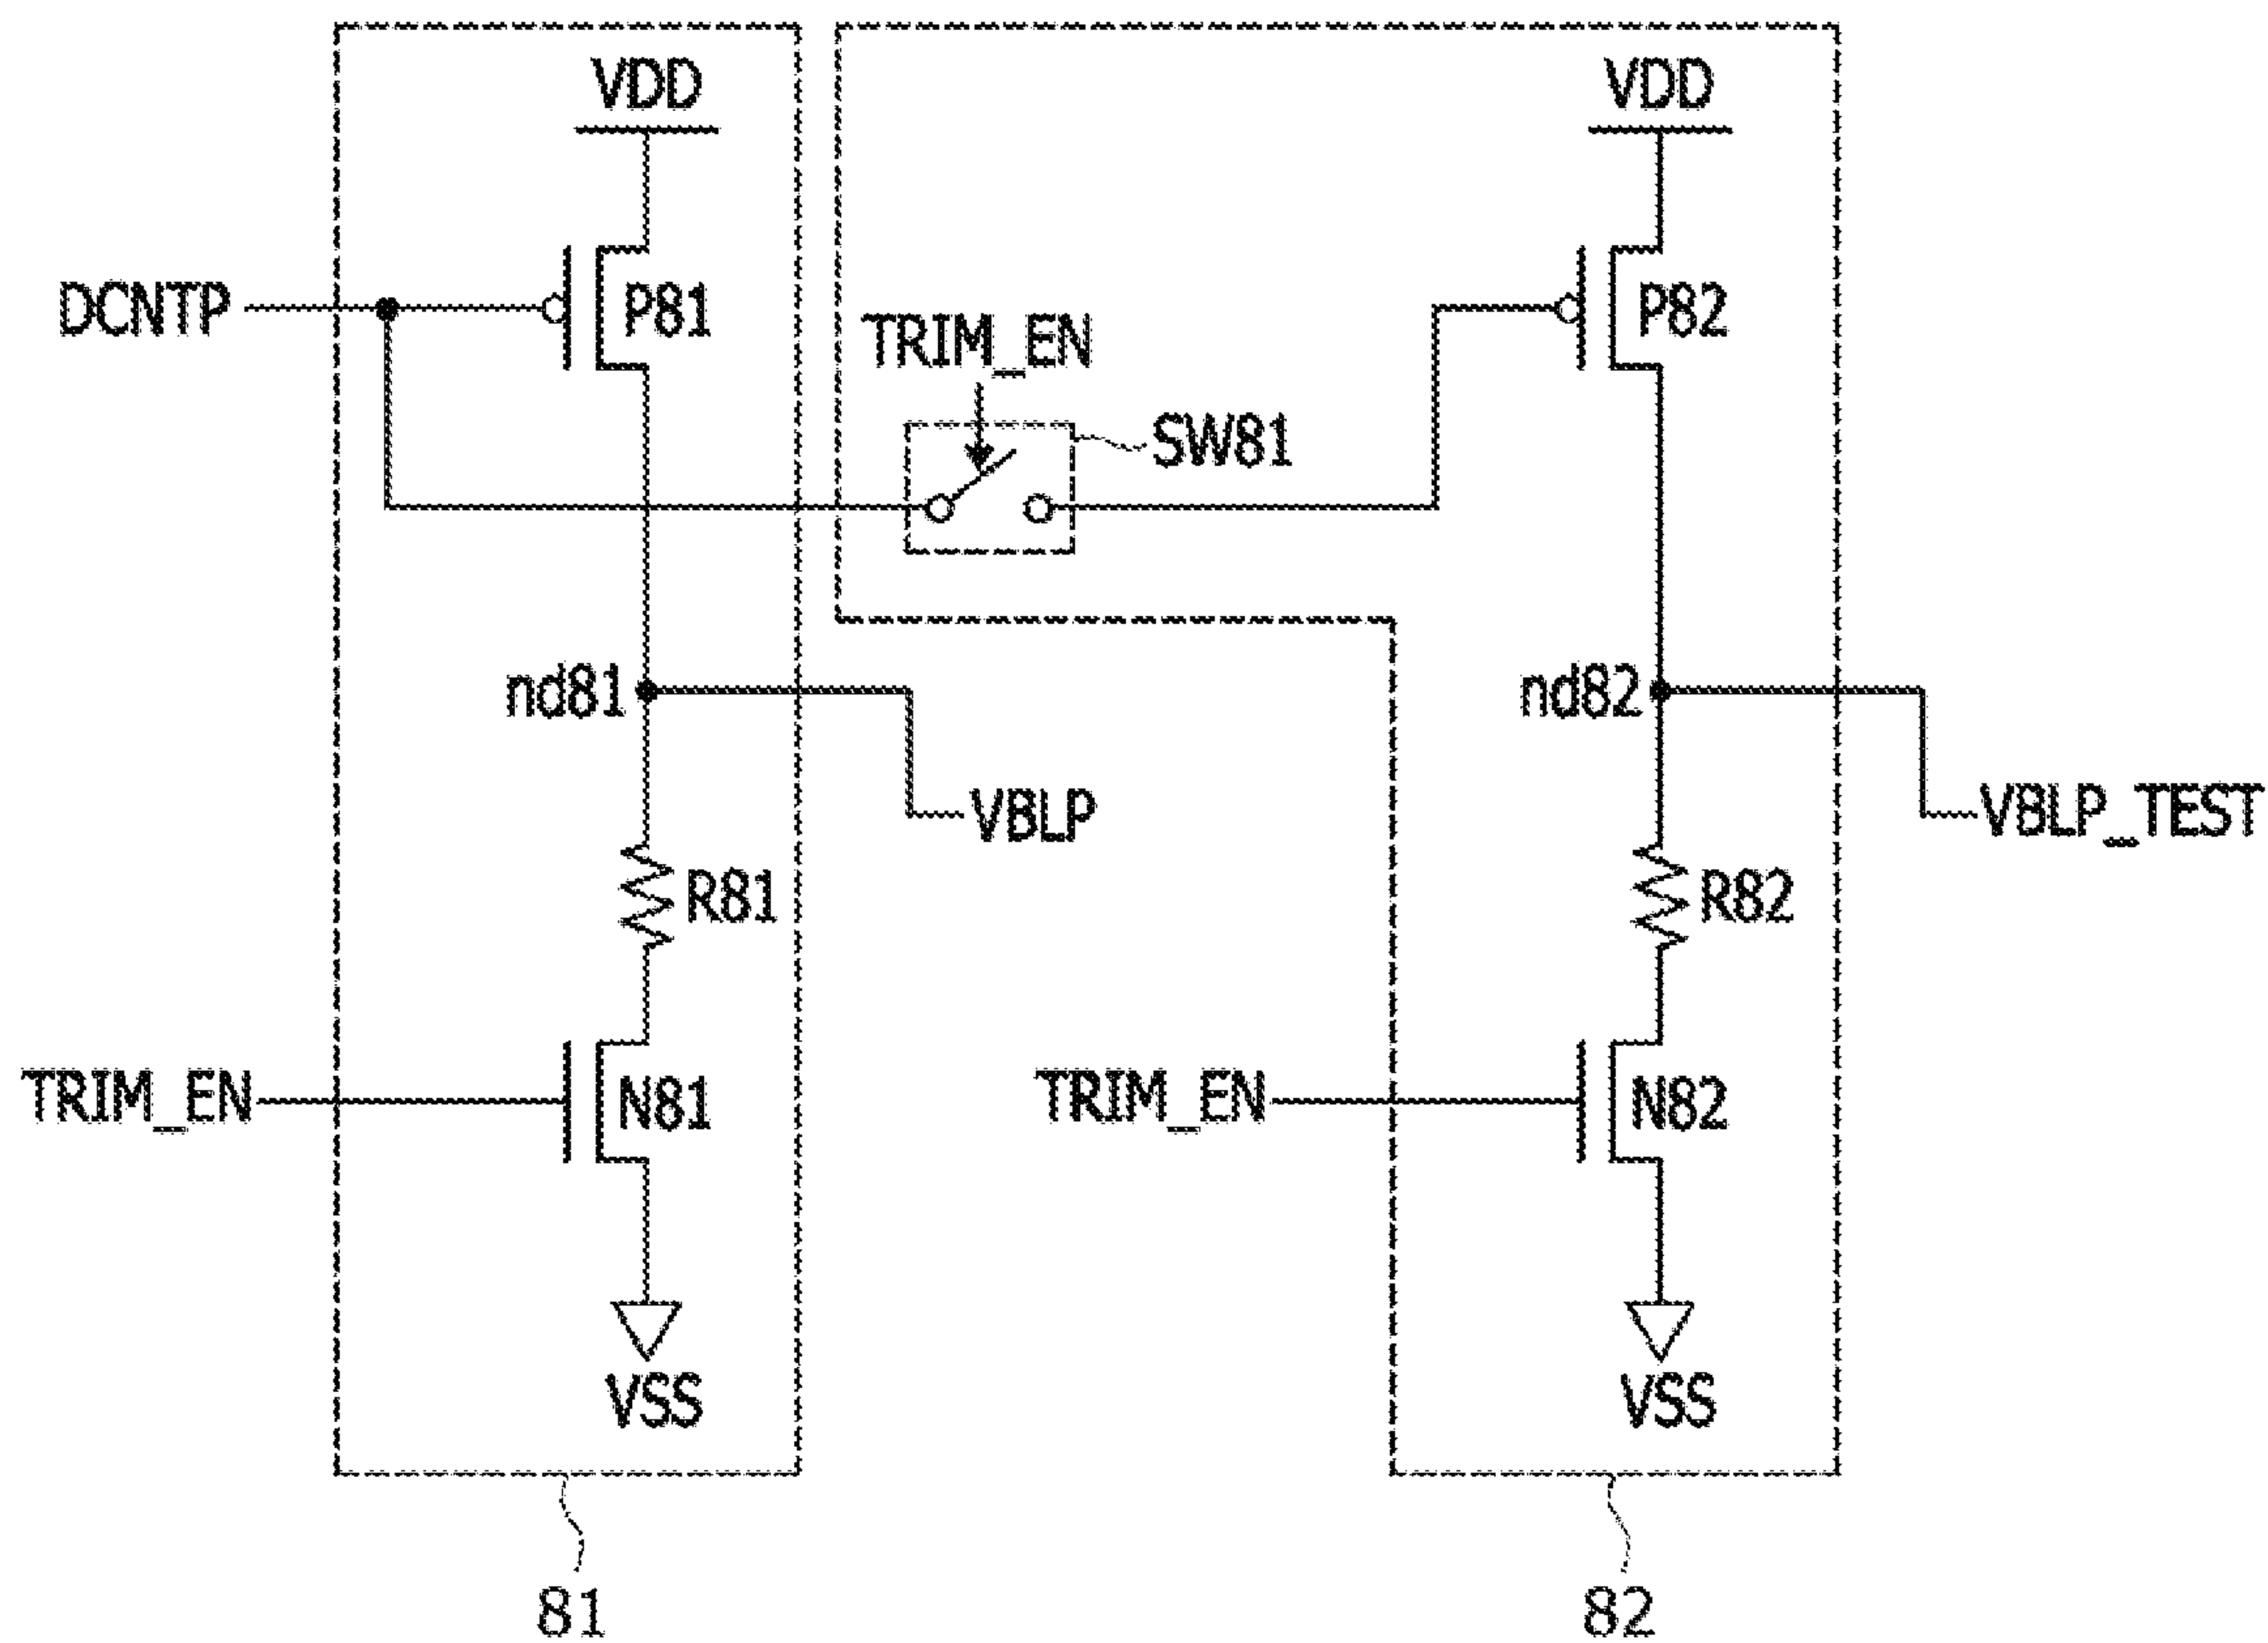 VDD VDD
DCNTP P81 P82
TRIM_EN
SW81
nd81 nd82
VBLP VBLP_TEST
R81 R82
TRIM_EN N81 TRIM_EN N82
VSS VSS
81 82